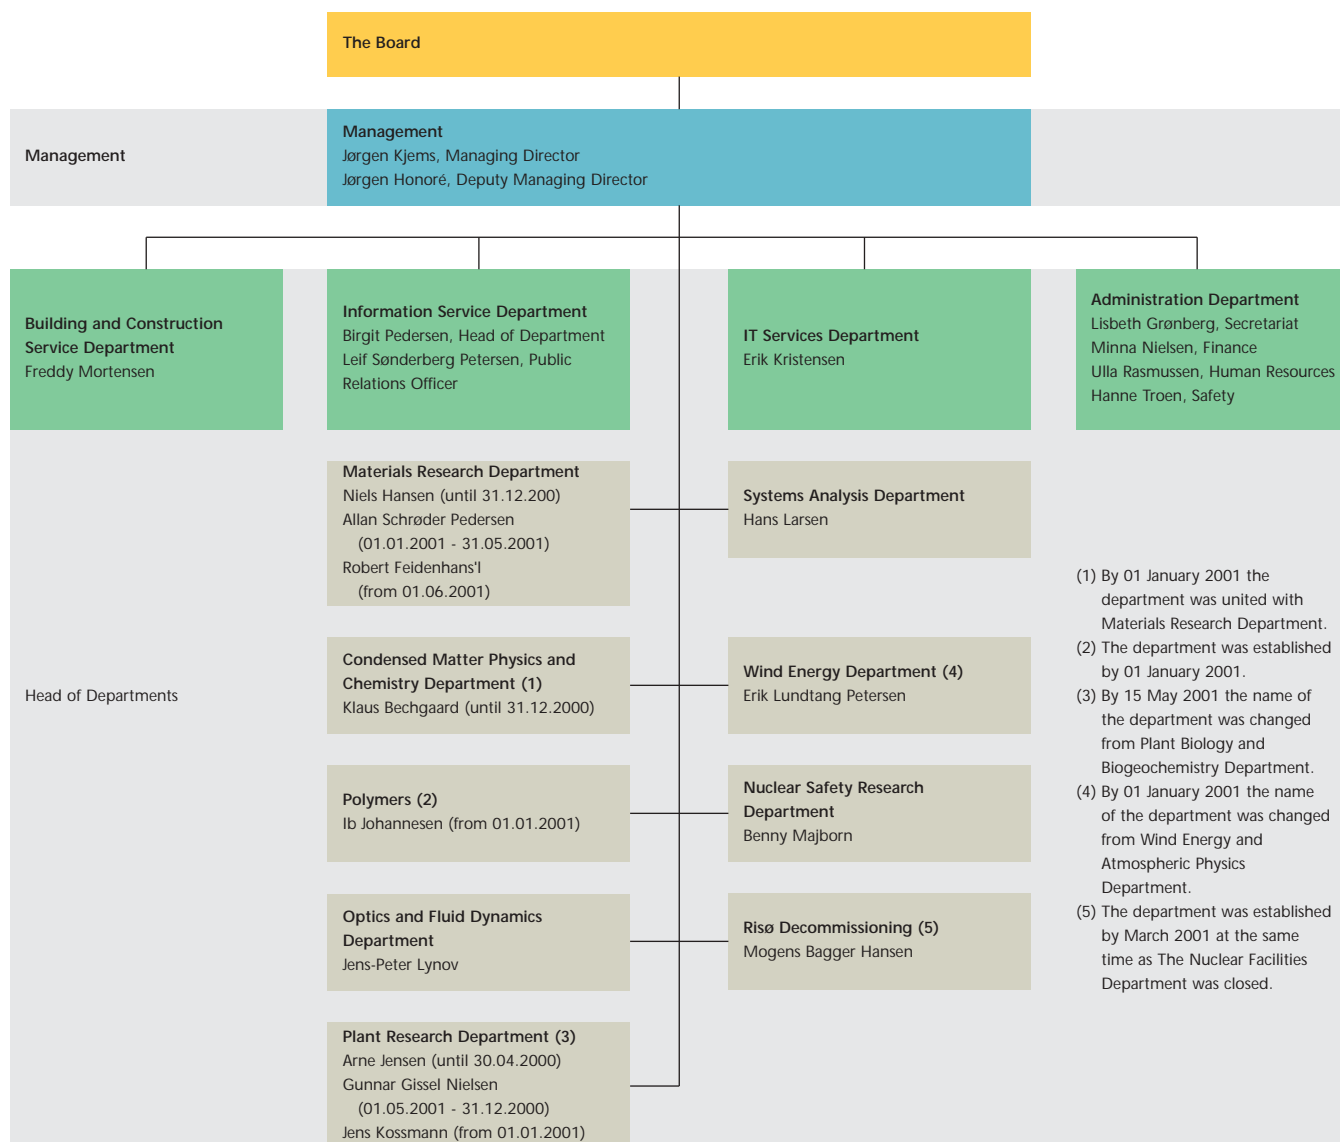 The Board
Management
Management
Jørgen Kjems, Managing Director
Jørgen Honoré, Deputy Managing Director
Building and Construction
Service Department
Freddy Mortensen
Information Service Department
Birgit Pedersen, Head of Department
Leif Sønderberg Petersen, Public
Relations Officer
IT Services Department
Erik Kristensen
Administration Department
Lisbeth Grønberg, Secretariat
Minna Nielsen, Finance
Ulla Rasmussen, Human Resources
Hanne Troen, Safety
Head of Departments
Materials Research Department
Niels Hansen (until 31.12.200)
Allan Schrøder Pedersen
(01.01.2001 - 31.05.2001)
Robert Feidenhans'l
(from 01.06.2001)
Systems Analysis Department
Hans Larsen
Condensed Matter Physics and
Chemistry Department (1)
Klaus Bechgaard (until 31.12.2000)
Wind Energy Department (4)
Erik Lundtang Petersen
Polymers (2)
Ib Johannesen (from 01.01.2001)
Nuclear Safety Research
Department
Benny Majborn
Optics and Fluid Dynamics
Department
Jens-Peter Lynov
Risø Decommissioning (5)
Mogens Bagger Hansen
Plant Research Department (3)
Arne Jensen (until 30.04.2000)
Gunnar Gissel Nielsen
(01.05.2001 - 31.12.2000)
Jens Kossmann (from 01.01.2001)
(1) By 01 January 2001 the
department was united with
Materials Research Department.
(2) The department was established
by 01 January 2001.
(3) By 15 May 2001 the name of
the department was changed
from Plant Biology and
Biogeochemistry Department.
(4) By 01 January 2001 the name
of the department was changed
from Wind Energy and
Atmospheric Physics
Department.
(5) The department was established
by March 2001 at the same
time as The Nuclear Facilities
Department was closed.